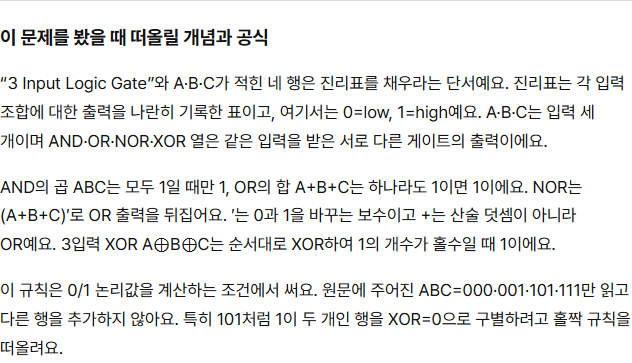 이 문제를 봤을 때 떠올릴 개념과 공식
“3 Input Logic Gate”와 A·B·C가 적힌 네 행은 진리표를 채우라는 단서예요. 진리표는 각 입력
조합에 대한 출력을 나란히 기록한 표이고, 여기서는 0=low, 1=high예요. A·B·C는 입력 세
개이며 AND·OR·NOR·XOR 열은 같은 입력을 받은 서로 다른 게이트의 출력이에요.
AND의 곱 ABC는 모두 1일 때만 1, OR의 합 A+B+C는 하나라도 1이면 1이에요. NOR는
(A+B+C)′로 OR 출력을 뒤집어요. ′는 0과 1을 바꾸는 보수이고 +는 산술 덧셈이 아니라
OR예요. 3입력 XOR A⊕B⊕C는 순서대로 XOR하여 1의 개수가 홀수일 때 1이에요.
이 규칙은 0/1 논리값을 계산하는 조건에서 써요. 원문에 주어진 ABC=000·001·101·111만 읽고
다른 행을 추가하지 않아요. 특히 101처럼 1이 두 개인 행을 XOR=0으로 구별하려고 홀짝 규칙을
떠올려요.